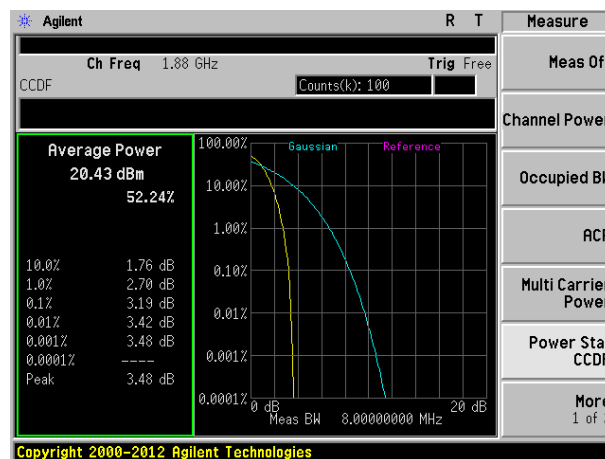 Agilent R T Measure
Ch Freq 1.88 GHz Trig Free Meas Of
CCDF Counts(k): 100
Channel Power
Average Power
20.43 dBm
52.24%
10.0% 1.76 dB
1.0% 2.70 dB
0.1% 3.19 dB
0.01% 3.42 dB
0.001% 3.48 dB
0.0001% ----
Peak 3.48 dB
Gaussian Reference
100.00%
10.00%
1.00%
0.10%
0.01%
0.001%
0.0001%
0 dB 20 dB
Meas BW 8.00000000 MHz
Occupied BW
ACP
Multi Carrier
Power
Power Sta
CCDF
More
1 of
Copyright 2000-2012 Agilent Technologies